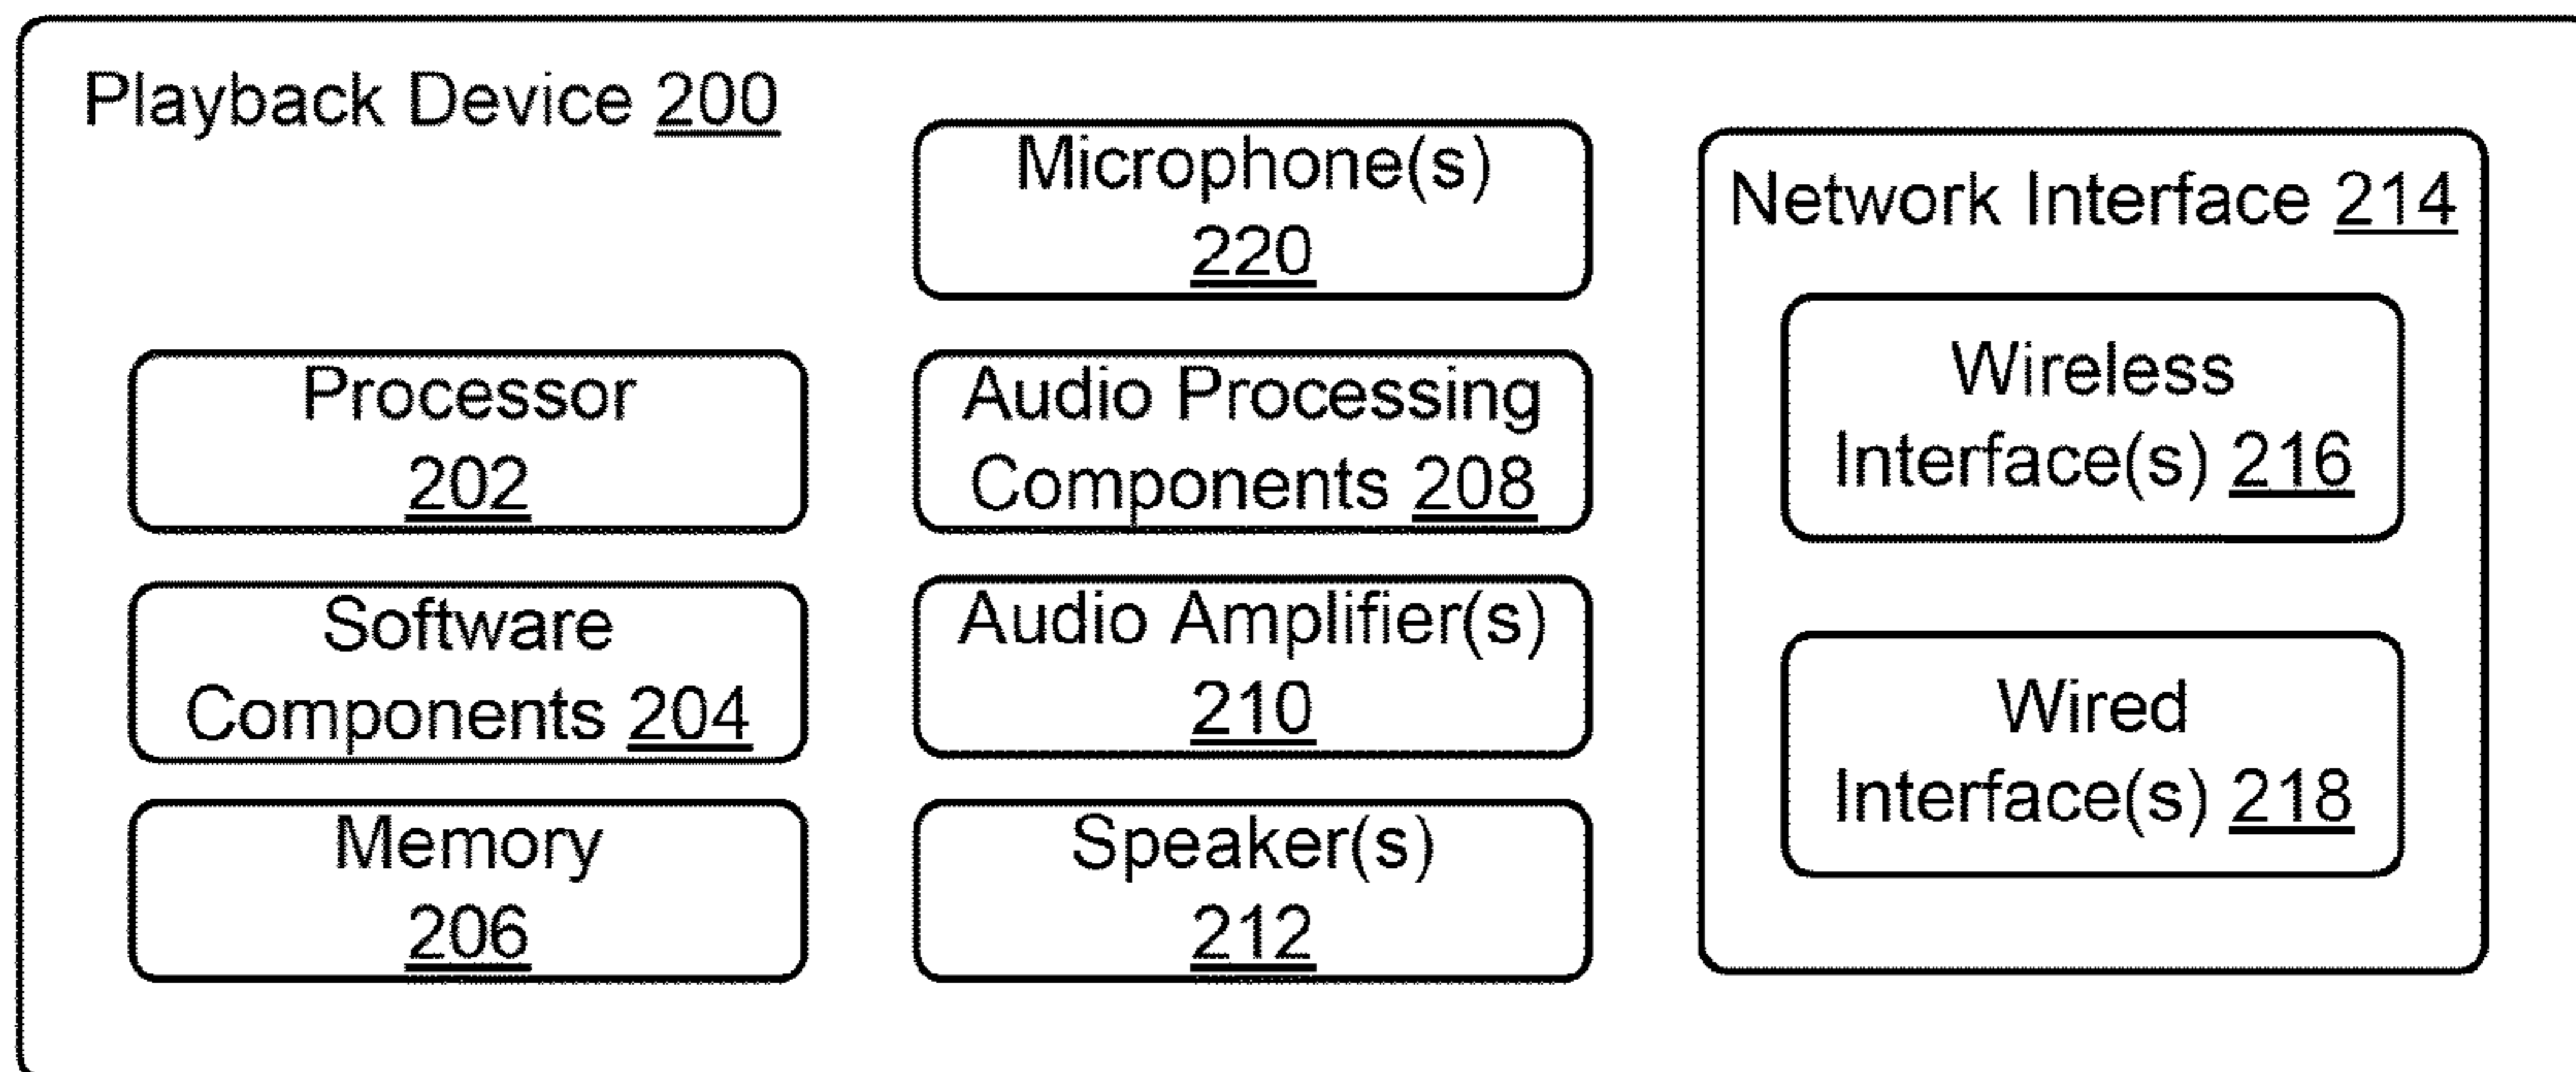 Playback Device 200
Processor
202
Software
Components 204
Memory
206
Microphone(s)
220
Audio Processing
Components 208
Audio Amplifier(s)
210
Speaker(s)
212
Network Interface 214
Wireless
Interface(s) 216
Wired
Interface(s) 218